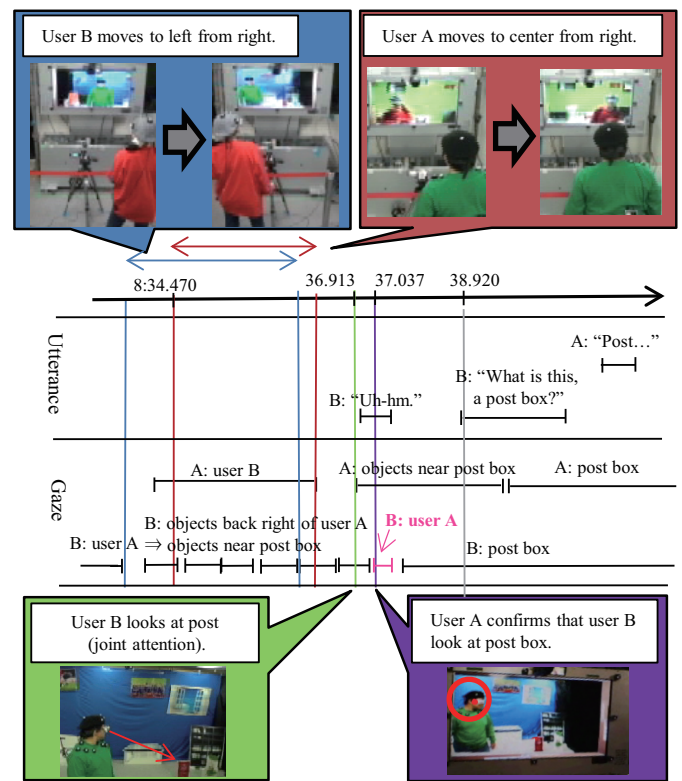 User B moves to left from right.
User A moves to center from right.
8:34.470
36.913
37.037
38.920
Utterance
A: “Post…”
B: “What is this,
a post box?”
B: “Uh-hm.”
Gaze
A: user B
A: objects near post box
A: post box
B: objects back right of user A
B: user A ⇒ objects near post box
B: user A
B: post box
User B looks at post
(joint attention).
User A confirms that user B
look at post box.